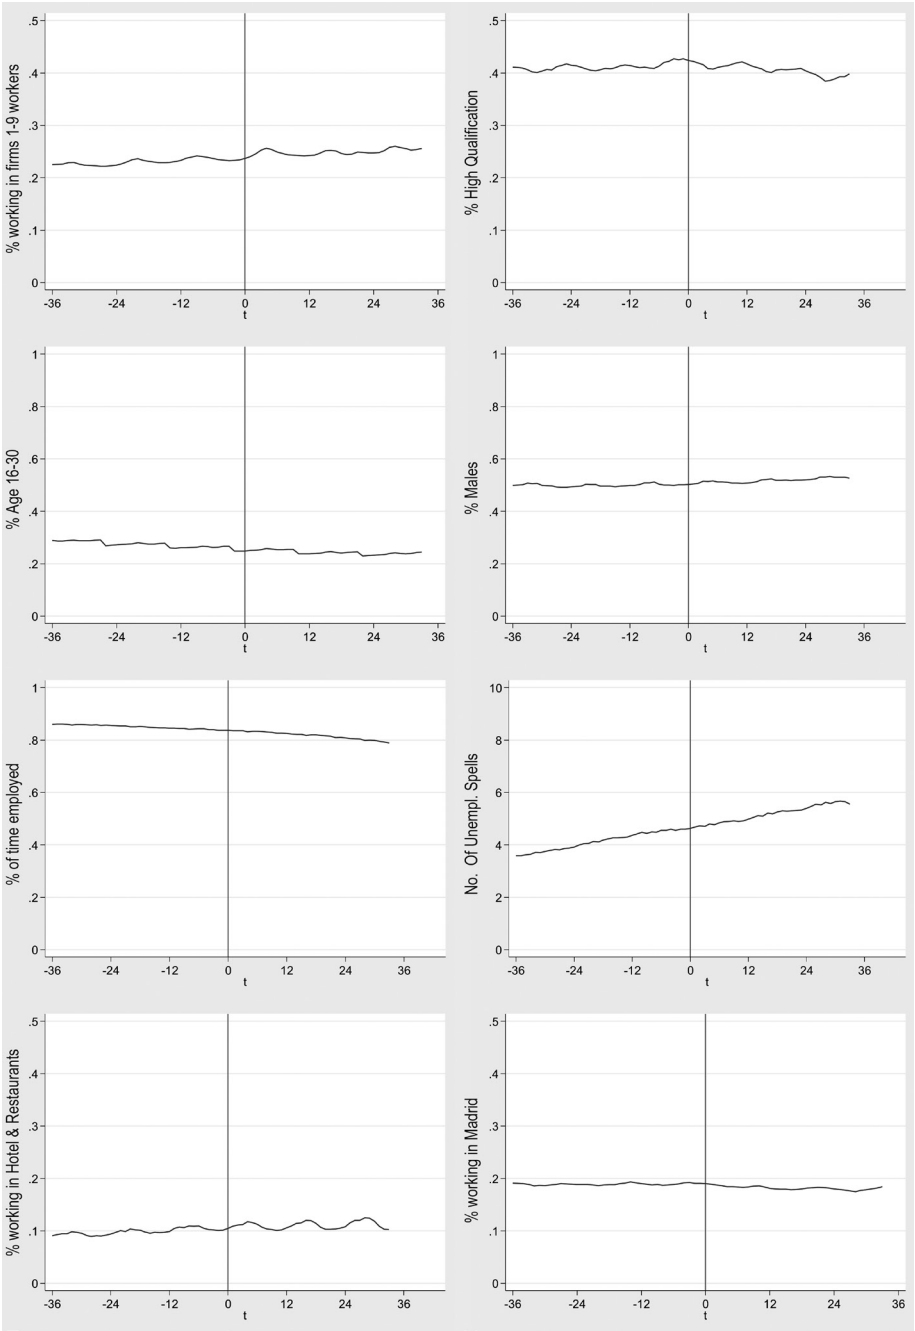 % working in firms 1-9 workers
.5
.4
.3
.2
.1
0
-36 -24 -12 0 12 24 36
t
% High Qualification
.5
.4
.3
.2
.1
0
-36 -24 -12 0 12 24 36
t
% Age 16-30
1
.8
.6
.4
.2
0
-36 -24 -12 0 12 24 36
t
% Males
1
.8
.6
.4
.2
0
-36 -24 -12 0 12 24 36
t
% of time employed
1
.8
.6
.4
.2
0
-36 -24 -12 0 12 24 36
t
No. Of Unempl. Spells
10
8
6
4
2
0
-36 -24 -12 0 12 24 36
t
% working in Hotel & Restaurants
.5
.4
.3
.2
.1
0
-36 -24 -12 0 12 24 36
t
% working in Madrid
.5
.4
.3
.2
.1
0
-36 -24 -12 0 12 24 36
t